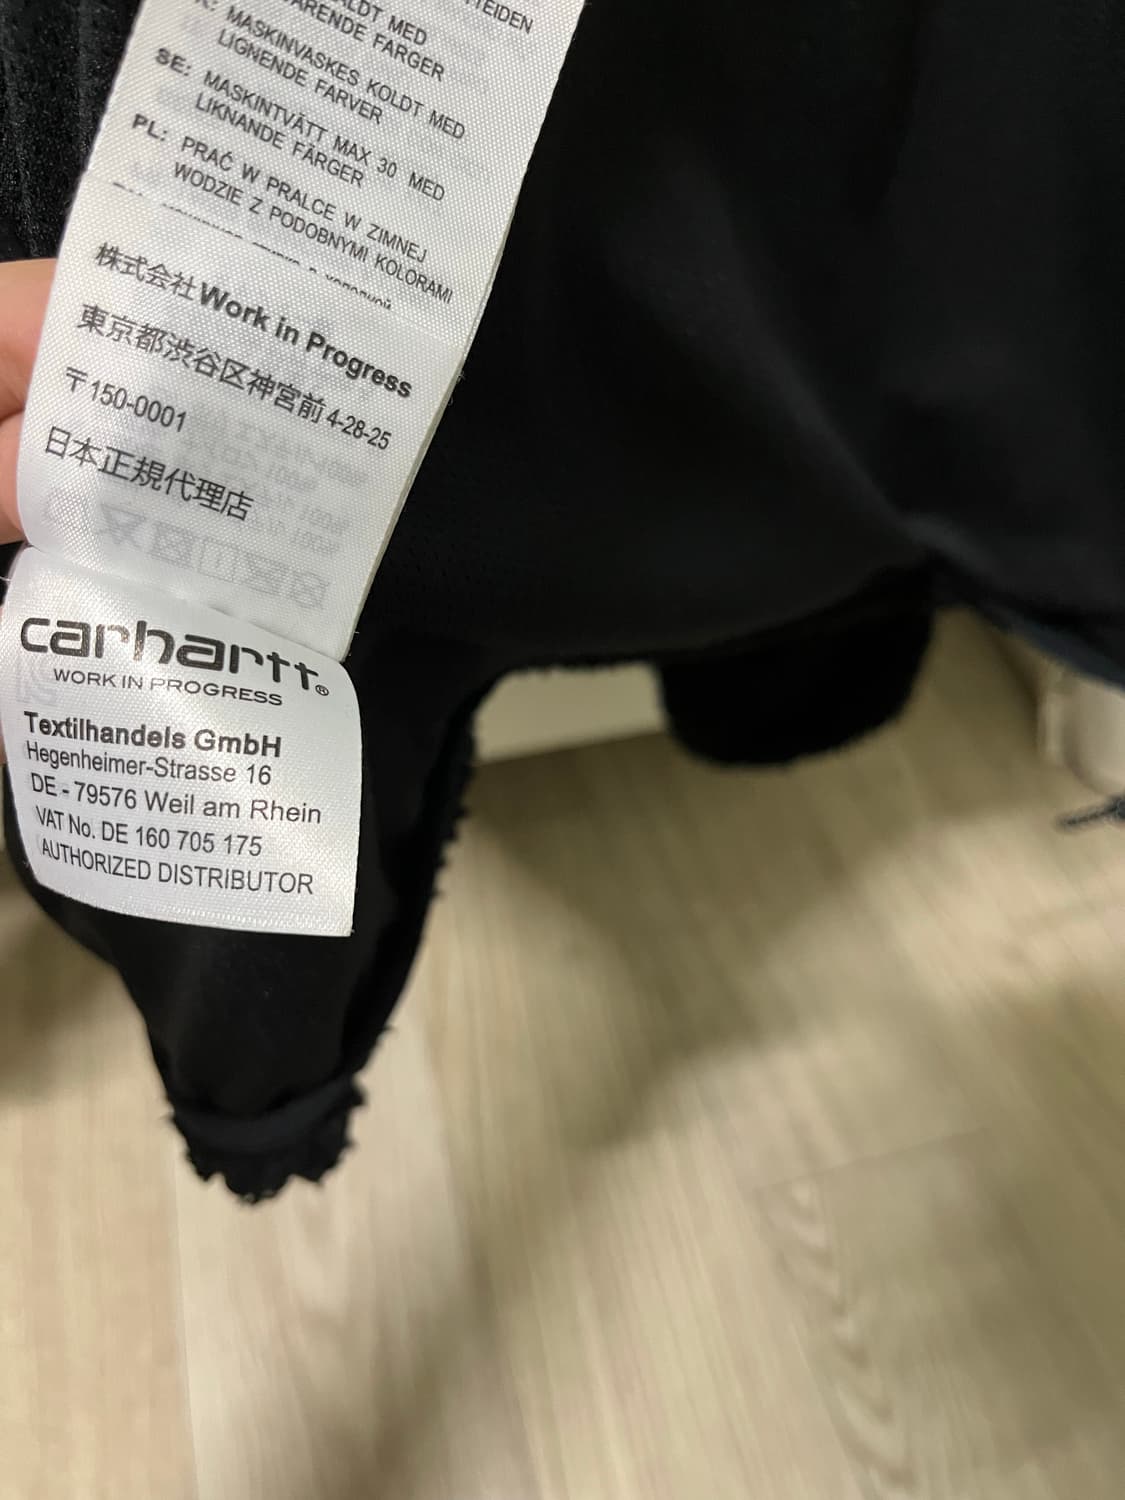 TEIDEN
KALDT MED
ARENDE FARGER
K: MASKINVASKES KOLDT MED
LIGNENDE FARVER
SE: MASKINTVÄTT MAX 30 MED
LIKNANDE FÄRGER
PL: PRAĆ W PRALCE W ZIMNEJ
WODZIE Z PODOBNYMI KOLORAMI
株式会社Work in Progress
東京都渋谷区神宮前4-28-25
〒150-0001
日本正規代理店
carhartt®
WORK IN PROGRESS
Textilhandels GmbH
Hegenheimer-Strasse 16
DE - 79576 Weil am Rhein
VAT No. DE 160 705 175
AUTHORIZED DISTRIBUTOR